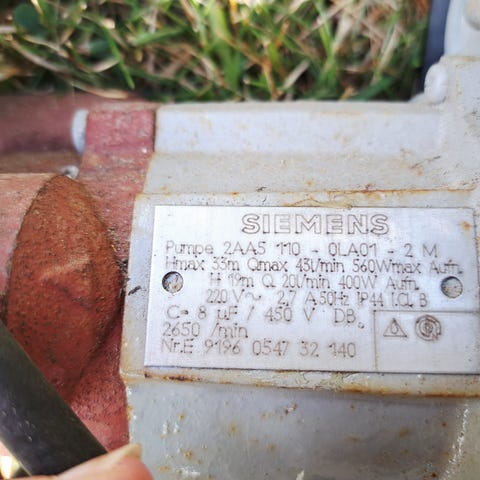 SIEMENS
Pumpe 2AA5 110 - 0LA01 - 2 M
Hmax 33m Qmax 43l/min 560Wmax Aufn.
H 19m Q 20l/min 400W Aufn.
220 V~ 2,7 A 50Hz IP44 I.Cl. B
C= 8 µF / 450 V DB
2650 /min
Nr.E 9196 0547 32 140